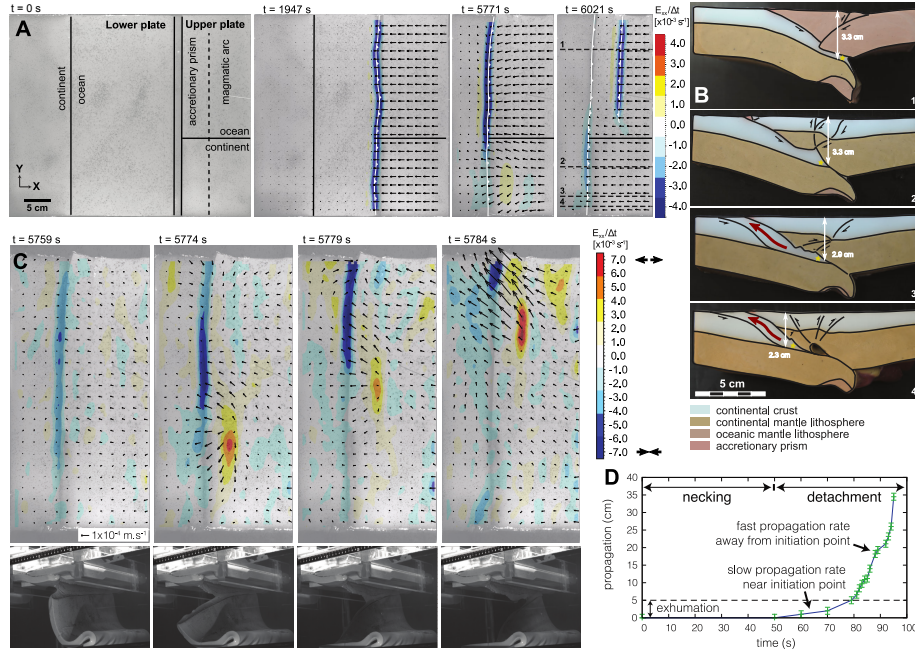 t = 0 s
t = 1947 s
t = 5771 s
t = 6021 s
Exx/Δt
[x10⁻³ s⁻¹]
A
Lower plate
Upper plate
continent
ocean
accretionary prism
magmatic arc
ocean
continent
Y
X
5 cm
1
2
3
4
4.0
3.0
2.0
1.0
0.0
-1.0
-2.0
-3.0
-4.0
B
3.3 cm
1
3.3 cm
2
2.9 cm
3
2.3 cm
4
5 cm
continental crust
continental mantle lithosphere
oceanic mantle lithosphere
accretionary prism
t = 5759 s
t = 5774 s
t = 5779 s
t = 5784 s
C
1x10⁻⁴ m.s⁻¹
Exx/Δt
[x10⁻³ s⁻¹]
7.0
6.0
5.0
4.0
3.0
2.0
1.0
0.0
-1.0
-2.0
-3.0
-4.0
-5.0
-6.0
-7.0
D
necking
detachment
fast propagation rate
away from initiation point
slow propagation rate
near initiation point
exhumation
propagation (cm)
40
35
30
25
20
15
10
5
0
0 10 20 30 40 50 60 70 80 90 100
time (s)